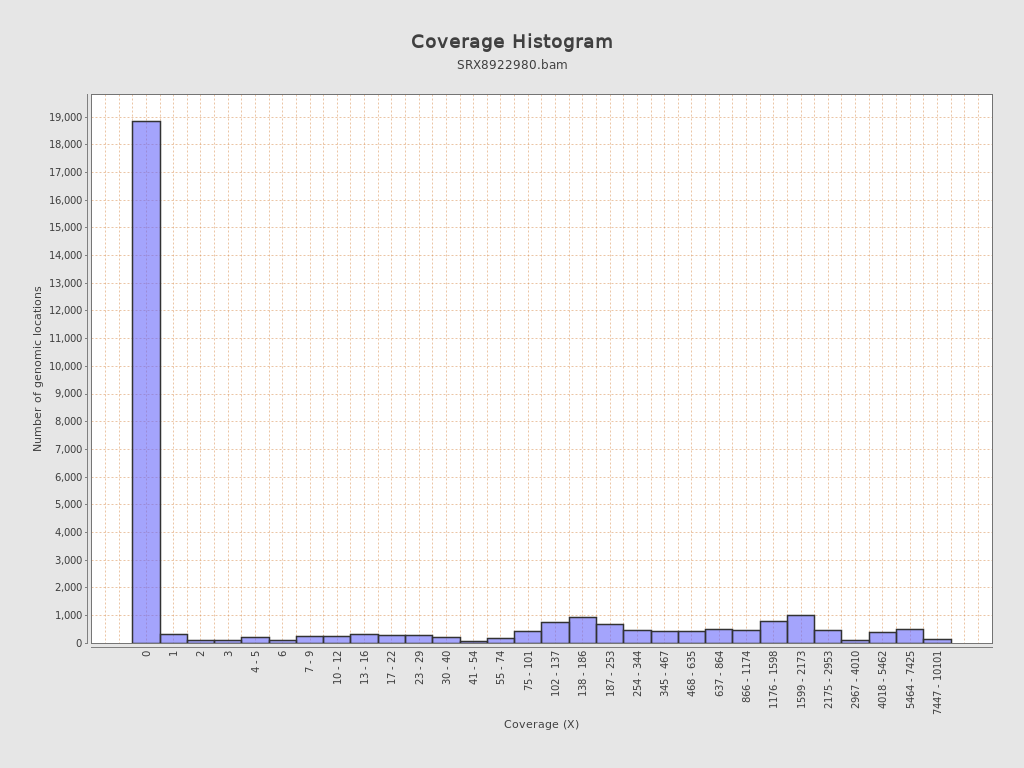 Coverage Histogram
SRX8922980.bam
Number of genomic locations
19,000
18,000
17,000
16,000
15,000
14,000
13,000
12,000
11,000
10,000
9,000
8,000
7,000
6,000
5,000
4,000
3,000
2,000
1,000
0
0
1
2
3
4 - 5
6
7 - 9
10 - 12
13 - 16
17 - 22
23 - 29
30 - 40
41 - 54
55 - 74
75 - 101
102 - 137
138 - 186
187 - 253
254 - 344
345 - 467
468 - 635
637 - 864
866 - 1174
1176 - 1598
1599 - 2173
2175 - 2953
2967 - 4010
4018 - 5462
5464 - 7425
7447 - 10101
Coverage (X)